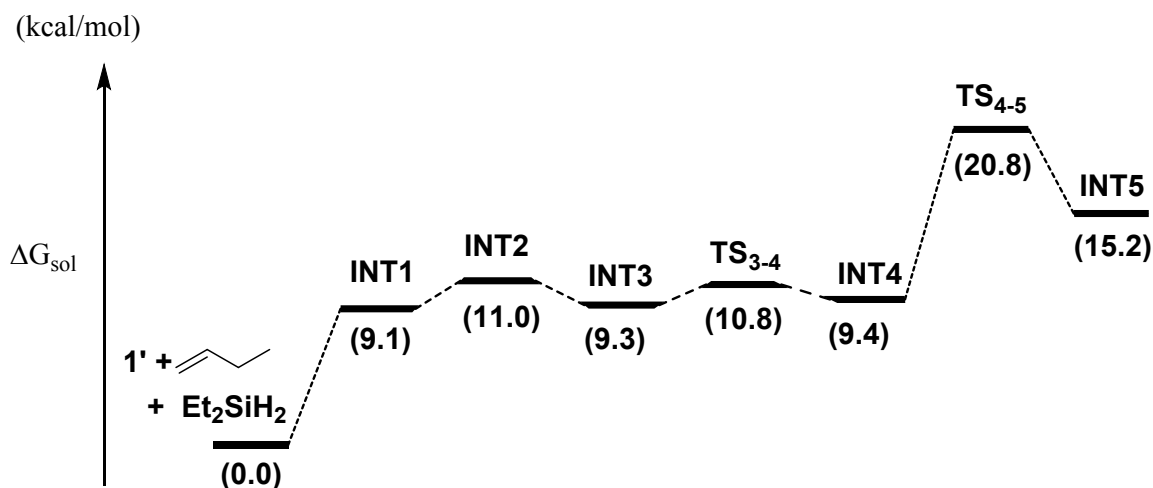 (kcal/mol)
TS₄₋₅
(20.8)
INT5
(15.2)
ΔG_sol
INT1
(9.1)
INT2
(11.0)
INT3
(9.3)
TS₃₋₄
(10.8)
INT4
(9.4)
1' +
+ Et₂SiH₂
(0.0)